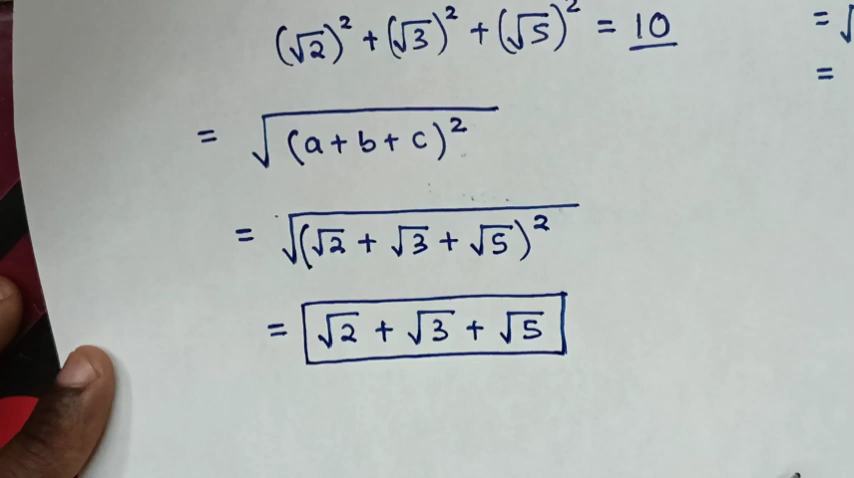 (√2)² + (√3)² + (√5)² = 10
= √
=
= √(a + b + c)²
= √(√2 + √3 + √5)²
= √2 + √3 + √5